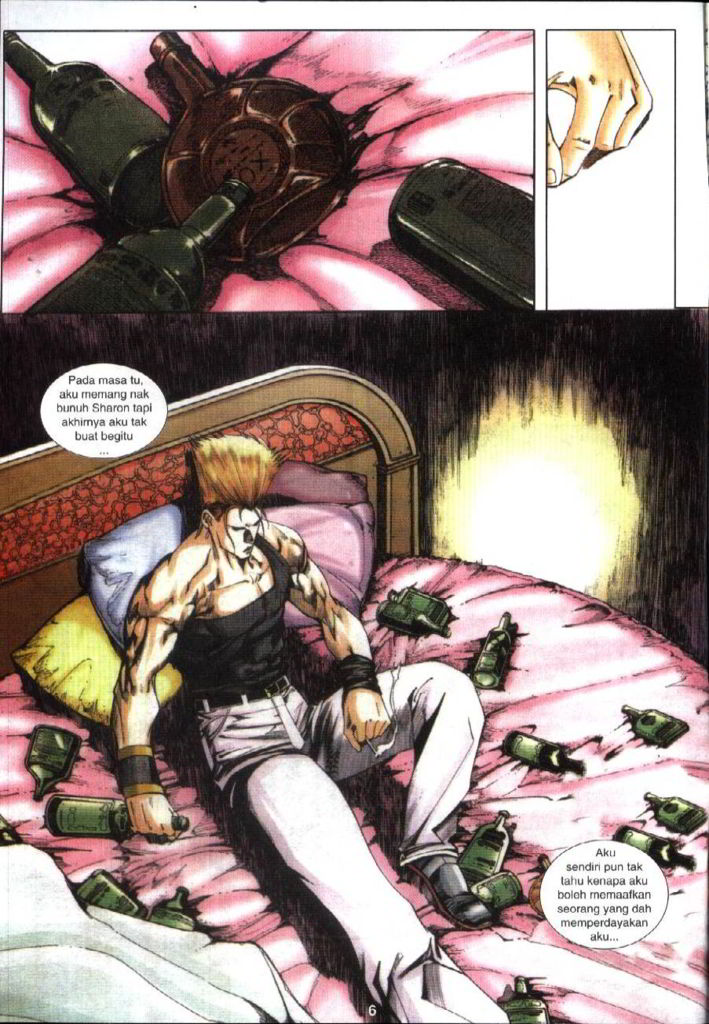 XO
Pada masa tu,
aku memang nak
bunuh Sharon tapi
akhirnya aku tak
buat begitu
...
Aku
sendiri pun tak
tahu kenapa aku
boleh memaafkan
seorang yang dah
memperdayakan
aku...
6